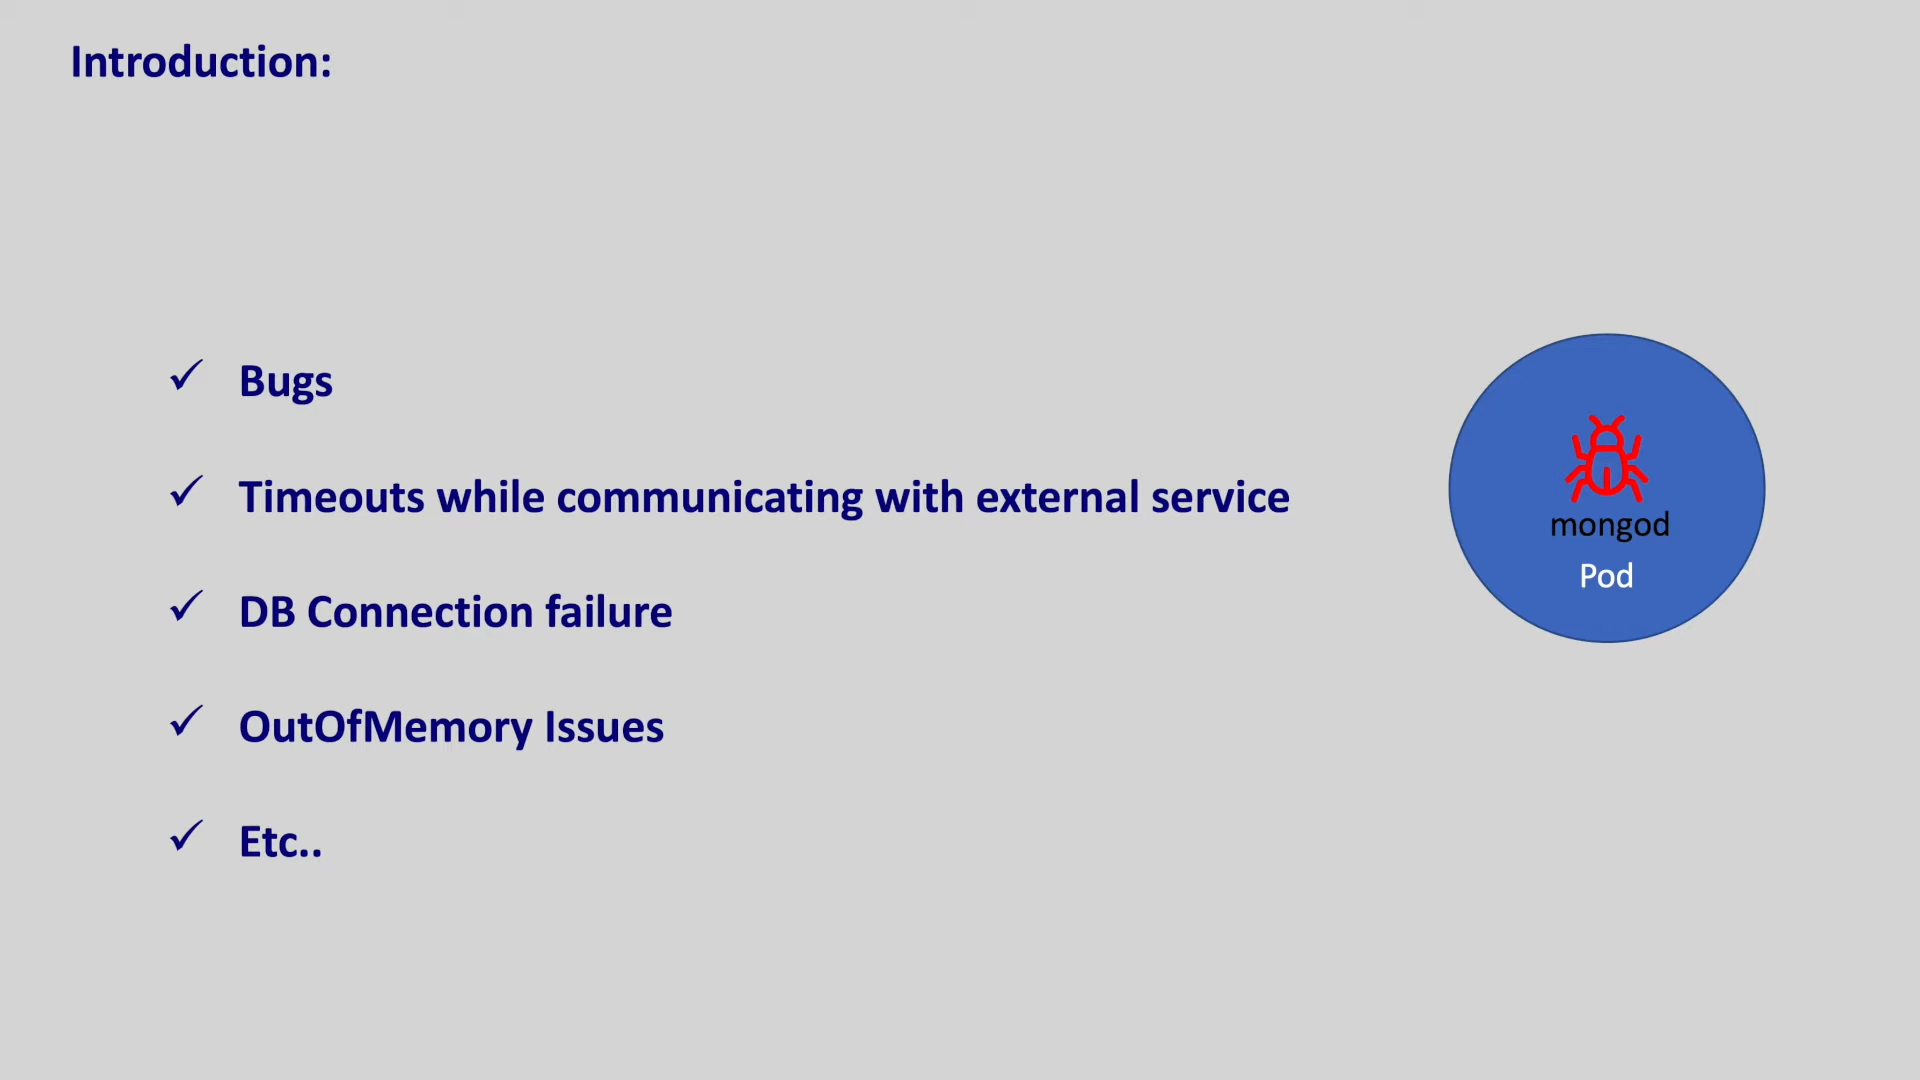 Introduction:
Bugs
Timeouts while communicating with external service
DB Connection failure
OutOfMemory Issues
Etc..
mongod
Pod